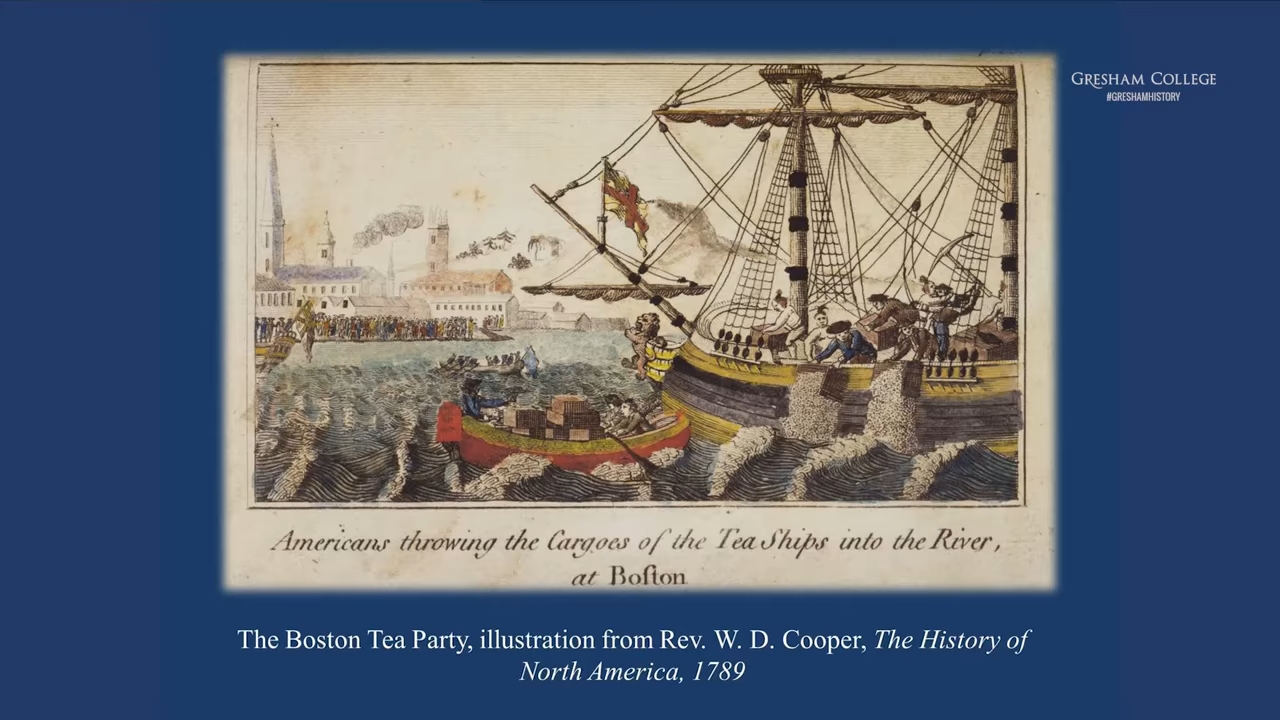 GRESHAM COLLEGE
#GRESHAMHISTORY
Americans throwing the Cargoes of the Tea Ships into the River,
at Boſton
The Boston Tea Party, illustration from Rev. W. D. Cooper, The History of
North America, 1789